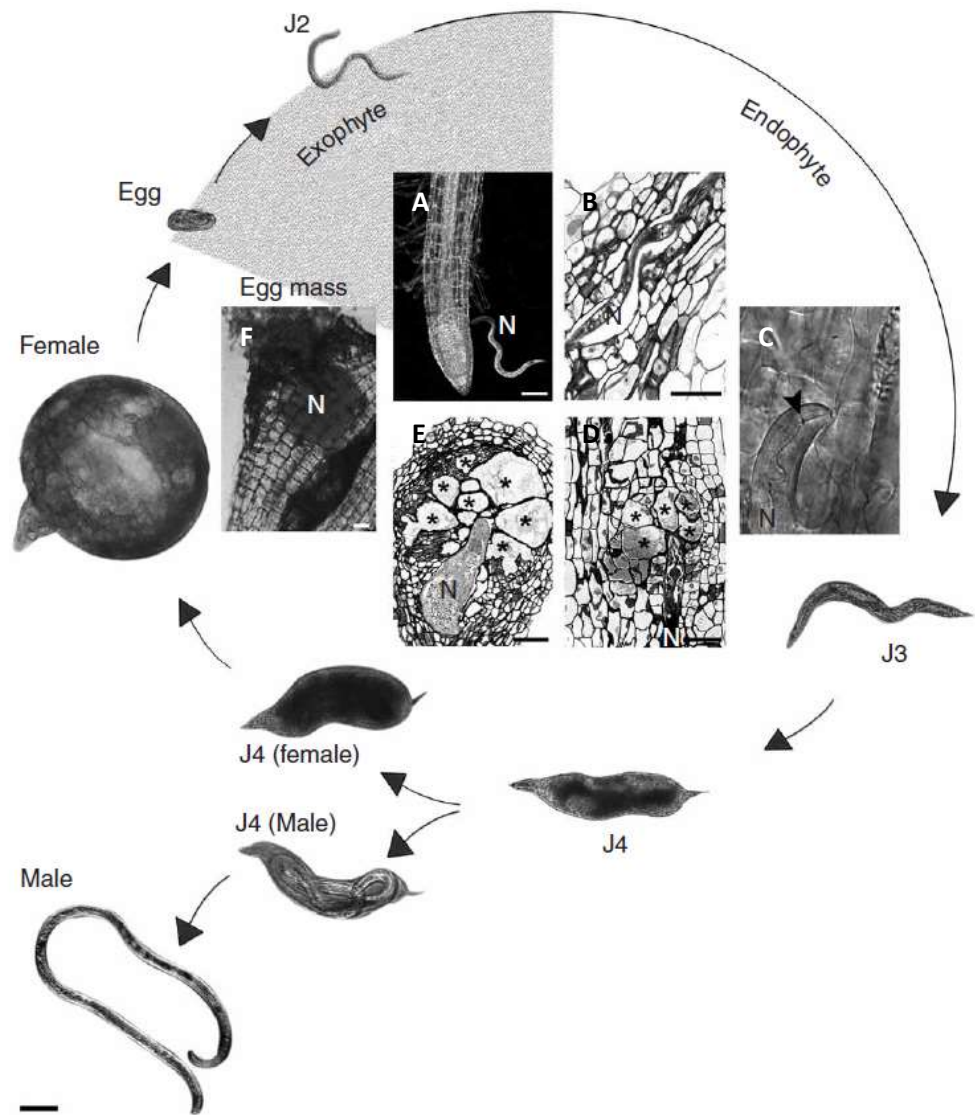 J2
Exophyte
Endophyte
Egg
A
N
B
N
Egg mass
Female
F
N
C
N
E
* * * * * * *
N
D
* * * * *
N
J3
J4 (female)
J4
J4 (Male)
Male